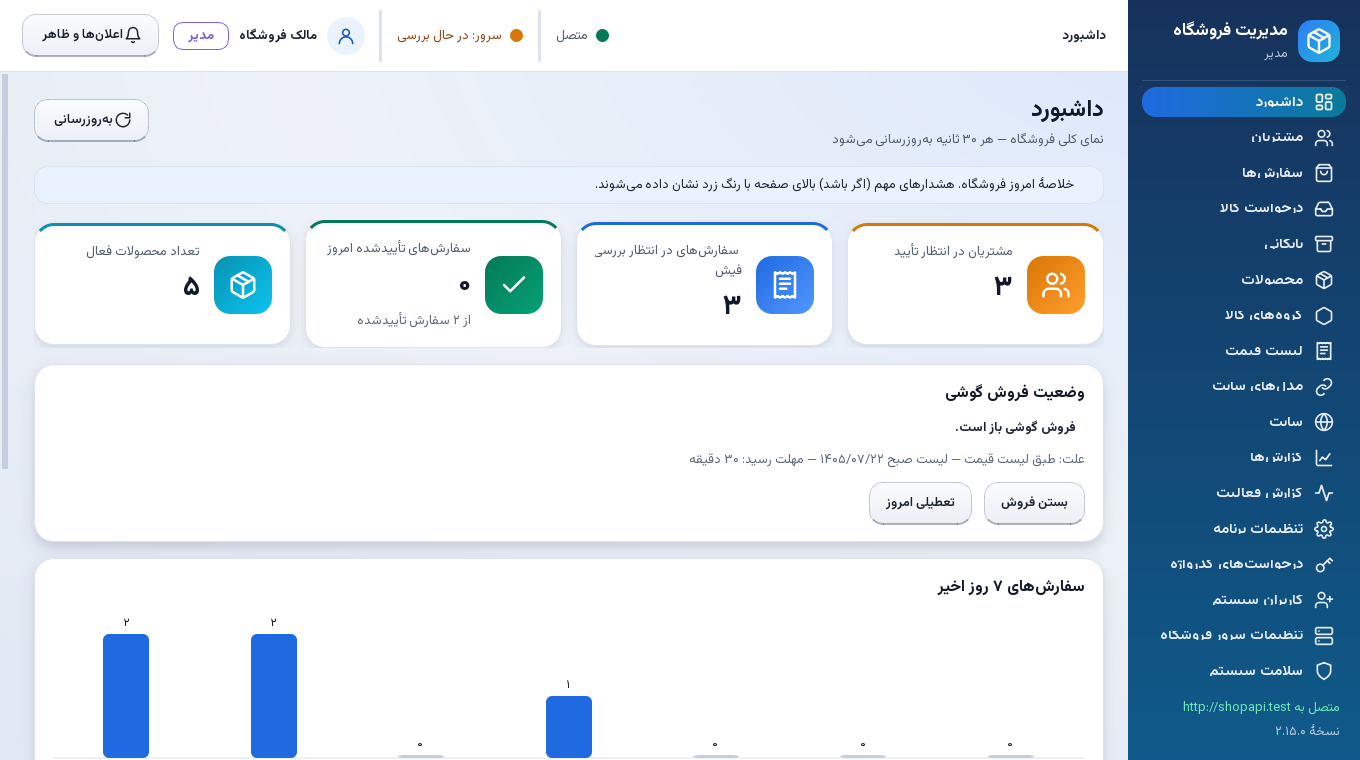 مدیریت فروشگاه
مدیر
داشبورد
مشتریان
سفارش‌ها
درخواست کالا
بایگانی
محصولات
گروه‌های کالا
لیست قیمت
مدل‌های سایت
سایت
گزارش‌ها
گزارش فعالیت
تنظیمات برنامه
درخواست‌های گذرواژه
کاربران سیستم
تنظیمات سرور فروشگاه
سلامت سیستم
متصل به http://shopapi.test
نسخهٔ ۲.۱۵.۰
داشبورد
متصل
سرور: در حال بررسی
مالک فروشگاه
مدیر
اعلان‌ها و ظاهر
داشبورد
نمای کلی فروشگاه — هر ۳۰ ثانیه به‌روزرسانی می‌شود
به‌روزرسانی
خلاصهٔ امروز فروشگاه. هشدارهای مهم (اگر باشد) بالای صفحه با رنگ زرد نشان داده می‌شوند.
مشتریان در انتظار تأیید
۳
سفارش‌های در انتظار بررسی
فیش
۳
سفارش‌های تأییدشده امروز
۰
از ۲ سفارش تأییدشده
تعداد محصولات فعال
۵
وضعیت فروش گوشی
فروش گوشی باز است.
علت: طبق لیست قیمت — لیست صبح ۱۴۰۵/۰۷/۲۲ — مهلت رسید: ۳۰ دقیقه
بستن فروش
تعطیلی امروز
سفارش‌های ۷ روز اخیر
۰
۰
۰
۱
۰
۲
۲